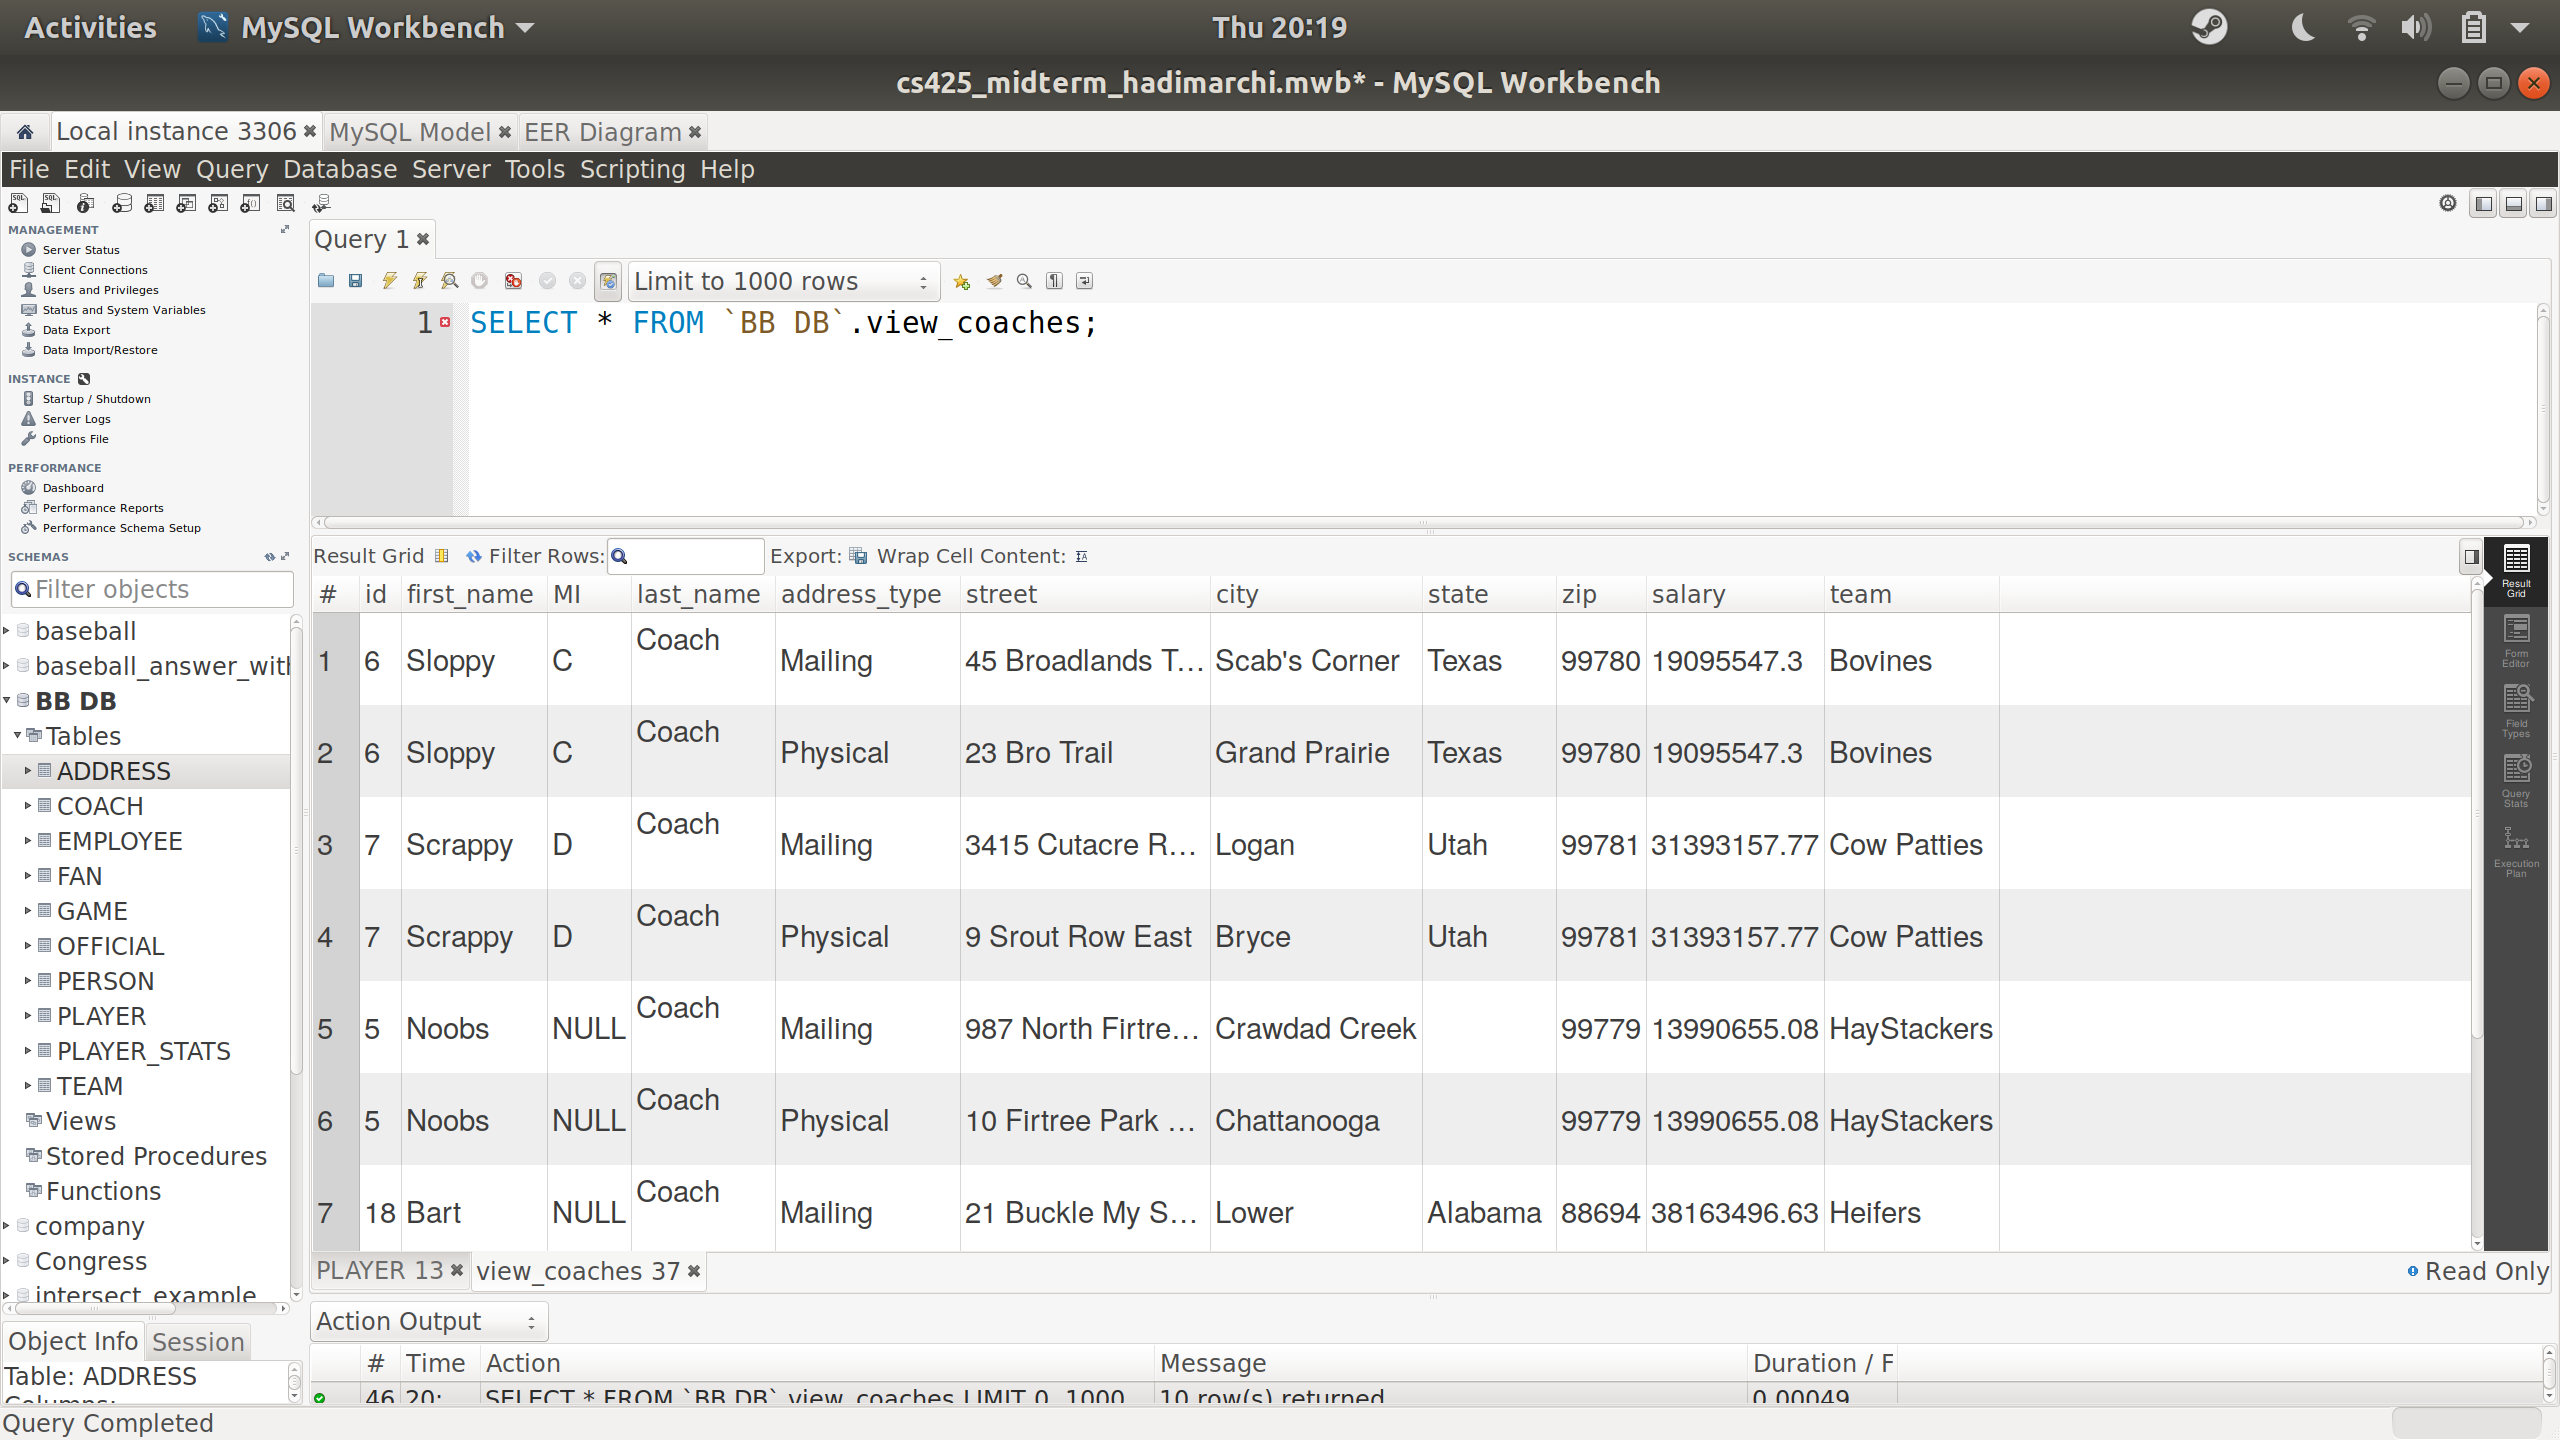 Activities MySQL Workbench Thu 20:19
cs425_midterm_hadimarchi.mwb* - MySQL Workbench
Local instance 3306 MySQL Model EER Diagram
File Edit View Query Database Server Tools Scripting Help
MANAGEMENT
Server Status
Client Connections
Users and Privileges
Status and System Variables
Data Export
Data Import/Restore
INSTANCE
Startup / Shutdown
Server Logs
Options File
PERFORMANCE
Dashboard
Performance Reports
Performance Schema Setup
SCHEMAS
Filter objects
baseball
baseball_answer_with
BB DB
Tables
ADDRESS
COACH
EMPLOYEE
FAN
GAME
OFFICIAL
PERSON
PLAYER
PLAYER_STATS
TEAM
Views
Stored Procedures
Functions
company
Congress
intersect_example
Object Info Session
Table: ADDRESS
Columns:
Query 1
Limit to 1000 rows
1 SELECT * FROM `BB DB`.view_coaches;
Result Grid Filter Rows: Export: Wrap Cell Content:
# id first_name MI last_name address_type street city state zip salary team
1 6 Sloppy C Coach Mailing 45 Broadlands T... Scab's Corner Texas 99780 19095547.3 Bovines
2 6 Sloppy C Coach Physical 23 Bro Trail Grand Prairie Texas 99780 19095547.3 Bovines
3 7 Scrappy D Coach Mailing 3415 Cutacre R... Logan Utah 99781 31393157.77 Cow Patties
4 7 Scrappy D Coach Physical 9 Srout Row East Bryce Utah 99781 31393157.77 Cow Patties
5 5 Noobs NULL Coach Mailing 987 North Firtre... Crawdad Creek 99779 13990655.08 HayStackers
6 5 Noobs NULL Coach Physical 10 Firtree Park ... Chattanooga 99779 13990655.08 HayStackers
7 18 Bart NULL Coach Mailing 21 Buckle My S... Lower Alabama 88694 38163496.63 Heifers
Result
Grid
Form
Editor
Field
Types
Query
Stats
Execution
Plan
PLAYER 13 view_coaches 37 Read Only
Action Output
# Time Action Message Duration / F
46 20: SELECT * FROM `BB DB`.view_coaches LIMIT 0, 1000 10 row(s) returned 0.00049
Query Completed